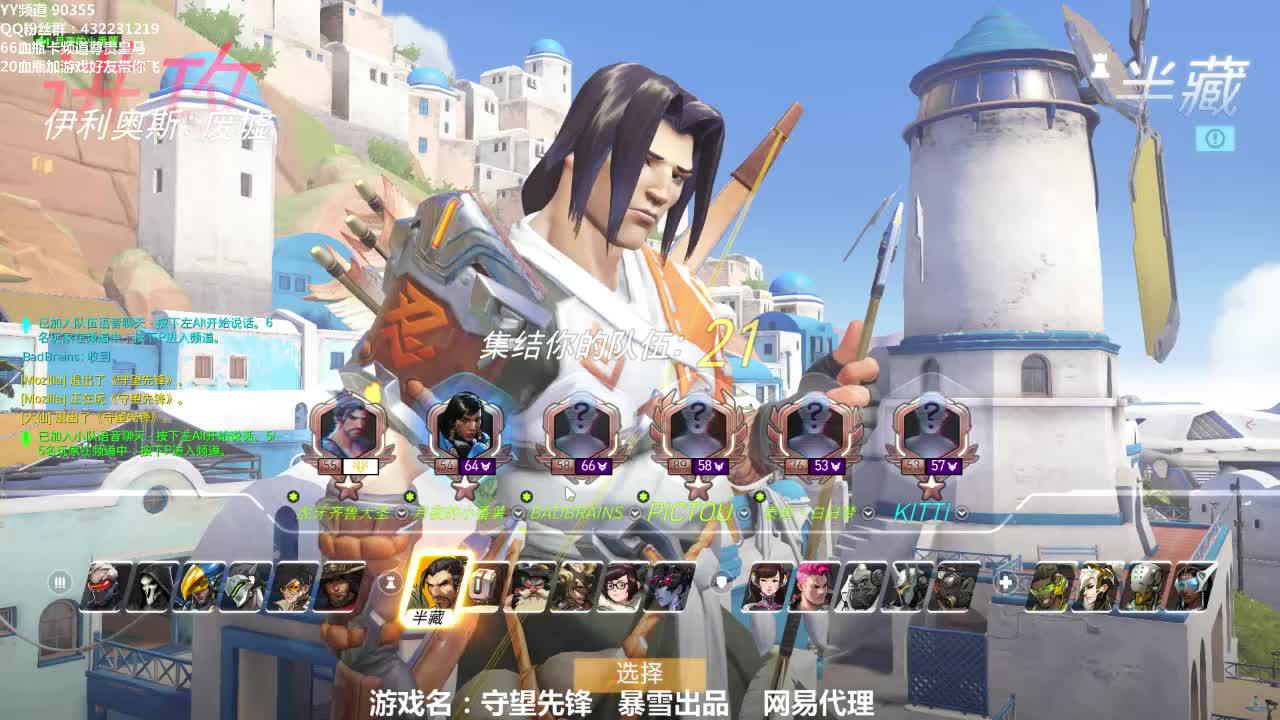 YY频道 90355
QQ粉丝群：432231219
66血瓶卡频道尊贵皇马
20血瓶加游戏好友带你飞
进攻
伊利奥斯：废墟
半藏
已加入队伍语音聊天 - 按下左Alt开始说话。6
名玩家在频道中 - 按下P进入频道。
BadBrains: 收到。
[Mozilla] 退出了《守望先锋》。
[Mozilla] 正在玩《守望先锋》。
[大仙] 退出了《守望先锋》。
已加入小队语音聊天 - 按下左Alt开始说话。5/
5名玩家在频道中 - 按下P进入频道。
集结你的队伍：21
55
54 64
58 66
89 58
76 53
53 57
虎牙齐鲁大圣
BADBRAINS
PICTOU
KITTI
半藏
选择
游戏名：守望先锋 暴雪出品 网易代理